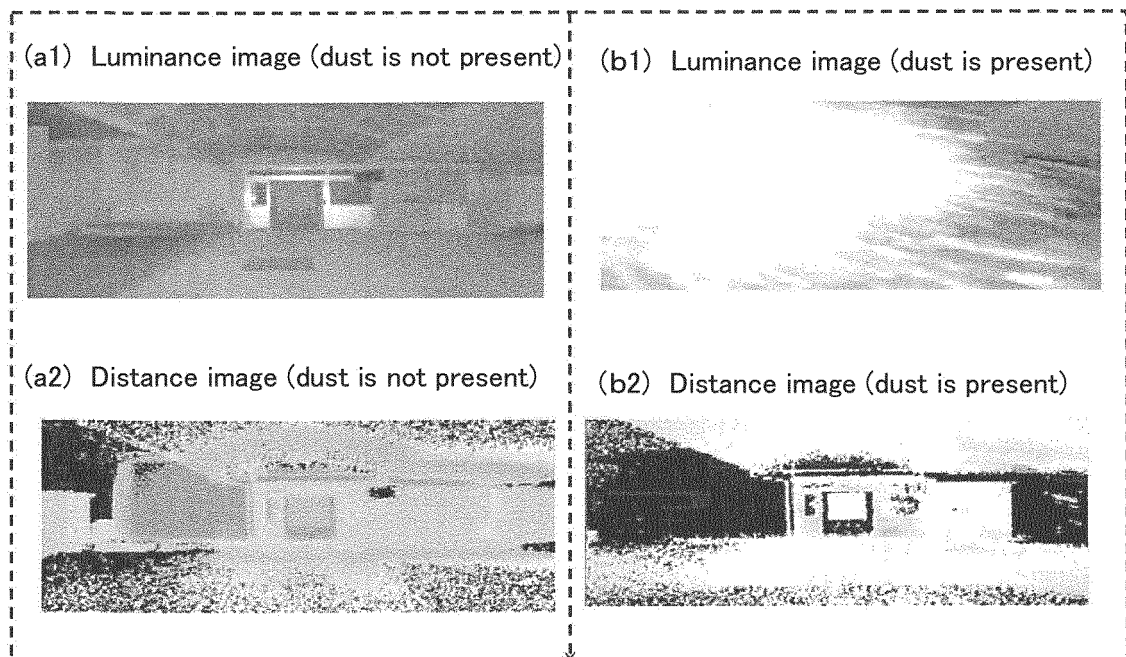 (a1) Luminance image (dust is not present)
(b1) Luminance image (dust is present)
(a2) Distance image (dust is not present)
(b2) Distance image (dust is present)